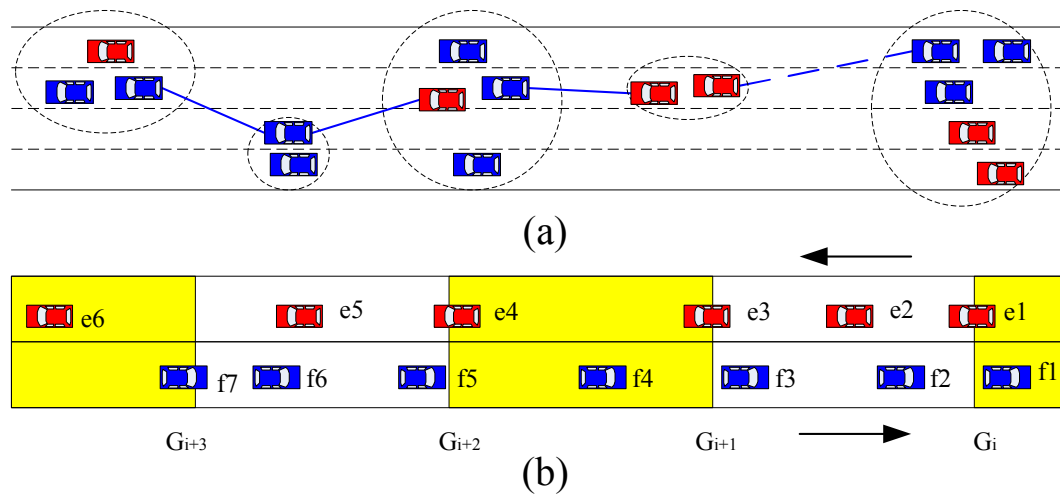 (a)
e6 e5 e4 e3 e2 e1
f7 f6 f5 f4 f3 f2 f1
Gi+3 Gi+2 Gi+1 Gi
(b)